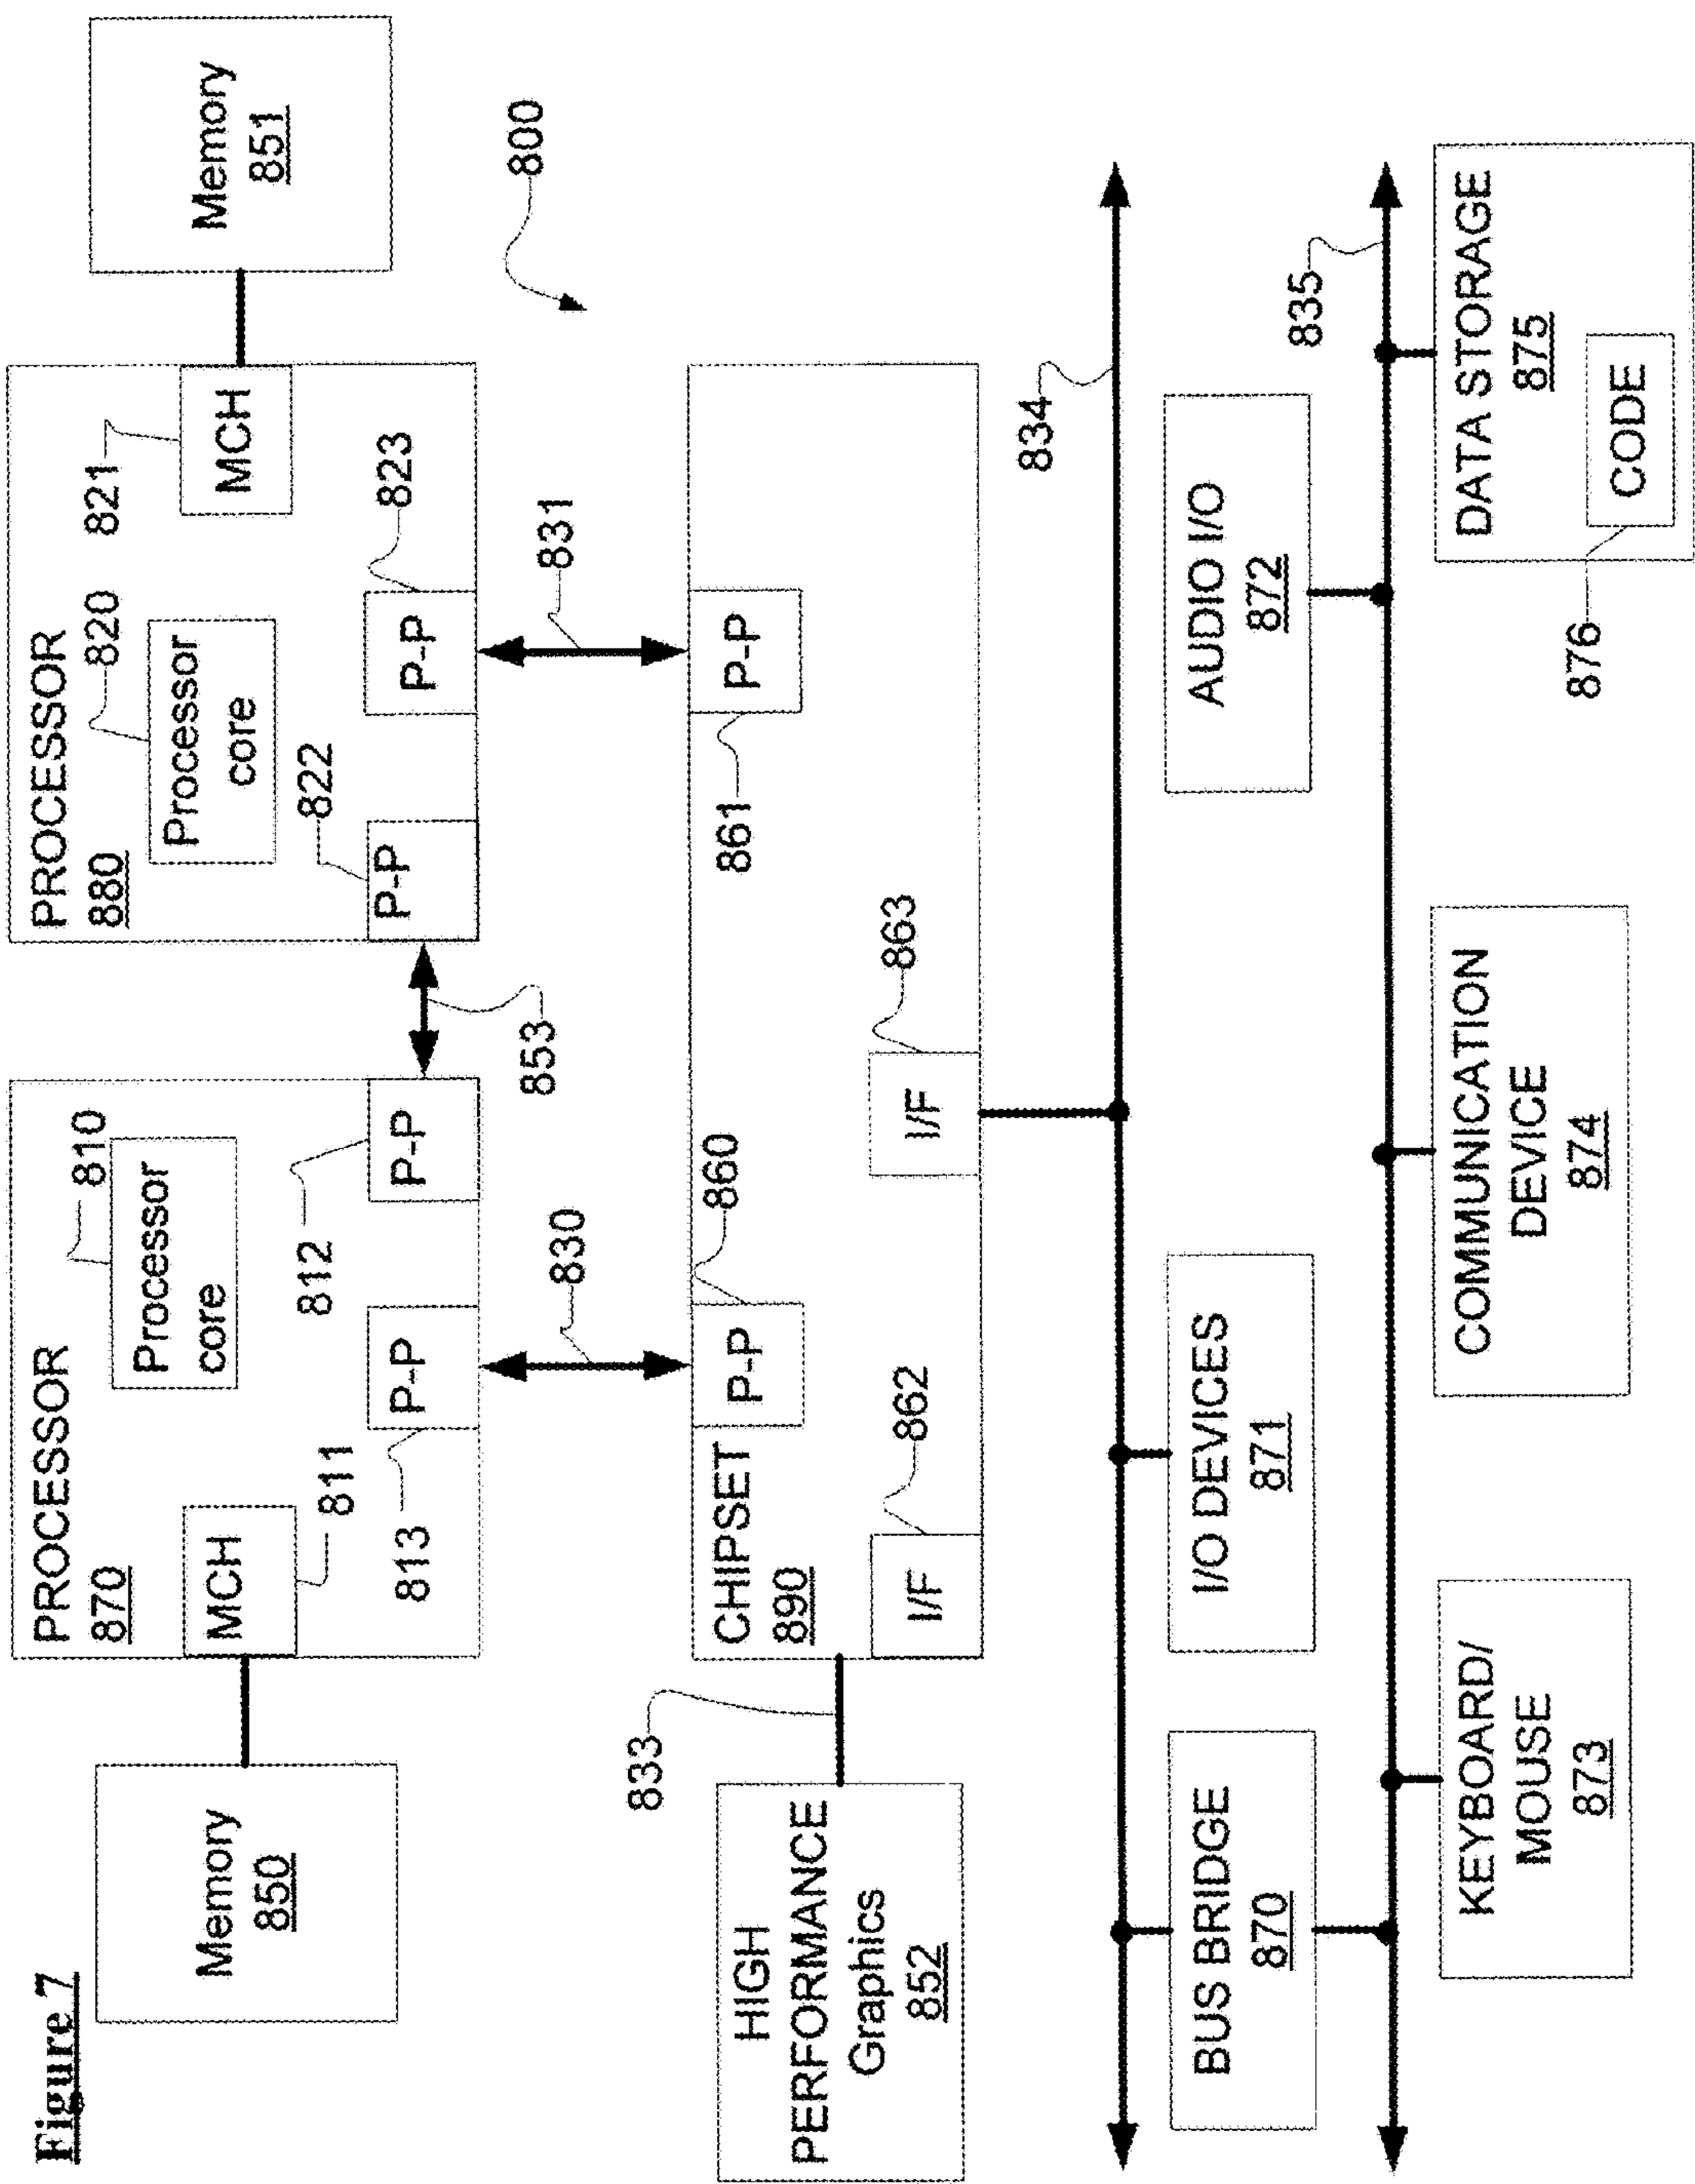 Figure 7
Memory
850
PROCESSOR
870
MCH
811
Processor
core
810
P-P
813
P-P
812
853
PROCESSOR
880
Processor
core
820
P-P
822
P-P
823
MCH
821
Memory
851
800
830
831
HIGH
PERFORMANCE
Graphics
852
833
CHIPSET
890
P-P
860
P-P
861
I/F
862
I/F
863
834
BUS BRIDGE
870
I/O DEVICES
871
AUDIO I/O
872
835
KEYBOARD/
MOUSE
873
COMMUNICATION
DEVICE
874
DATA STORAGE
875
CODE
876